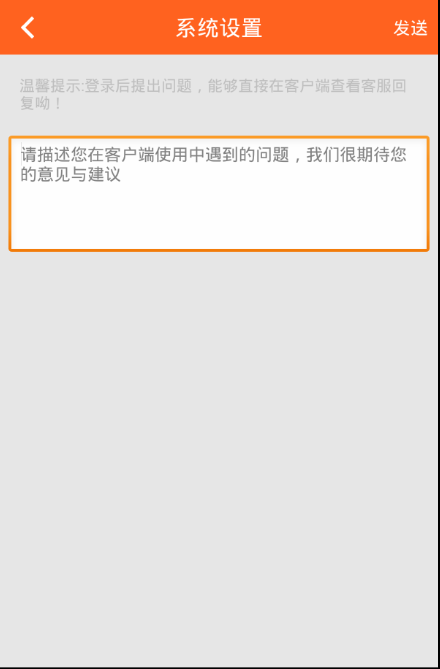 系统设置
发送
温馨提示:登录后提出问题，能够直接在客户端查看客服回
复呦！
请描述您在客户端使用中遇到的问题，我们很期待您
的意见与建议